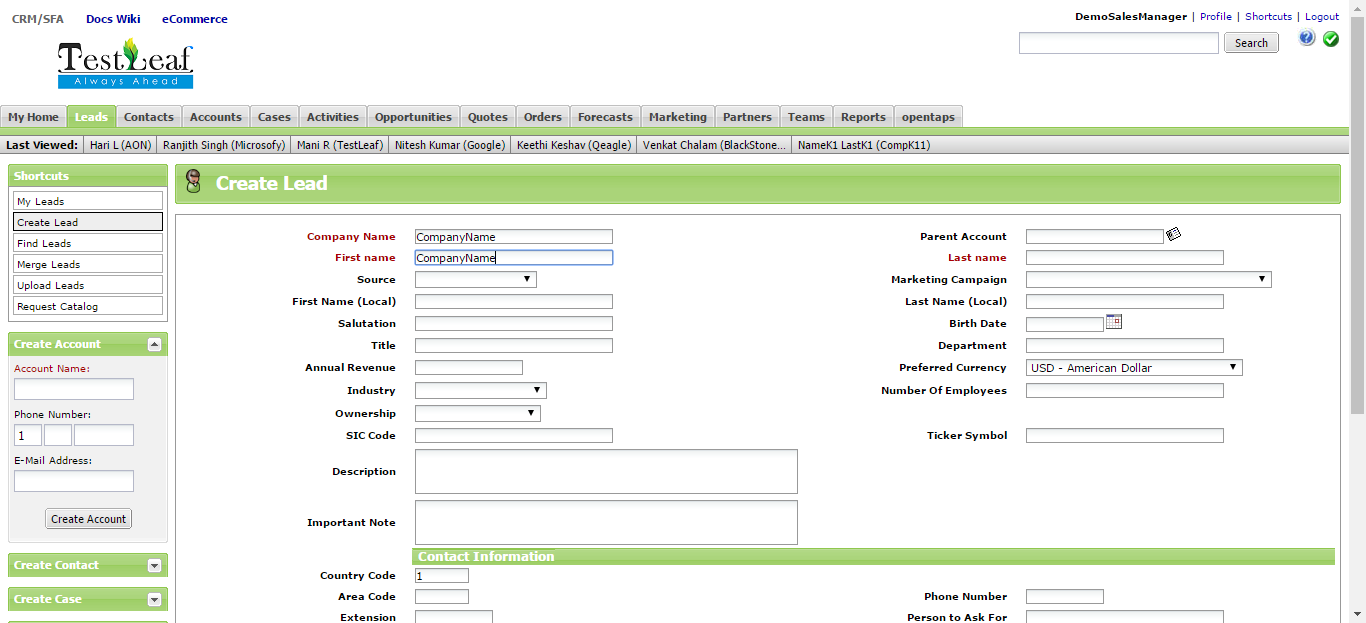 CRM/SFA Docs Wiki eCommerce
DemoSalesManager | Profile | Shortcuts | Logout
TestLeaf
Always Ahead
Search
My Home Leads Contacts Accounts Cases Activities Opportunities Quotes Orders Forecasts Marketing Partners Teams Reports opentaps
Last Viewed: Hari L (AON) Ranjith Singh (Microsofy) Mani R (TestLeaf) Nitesh Kumar (Google) Keethi Keshav (Qeagle) Venkat Chalam (BlackStone... NameK1 LastK1 (CompK11)
Shortcuts
My Leads
Create Lead
Find Leads
Merge Leads
Upload Leads
Request Catalog
Create Account
Account Name:
Phone Number:
1
E-Mail Address:
Create Account
Create Contact
Create Case
Create Lead
Company Name CompanyName Parent Account
First name CompanyName Last name
Source Marketing Campaign
First Name (Local) Last Name (Local)
Salutation Birth Date
Title Department
Annual Revenue Preferred Currency USD - American Dollar
Industry Number Of Employees
Ownership
SIC Code Ticker Symbol
Description
Important Note
Contact Information
Country Code 1
Area Code Phone Number
Extension Person to Ask For